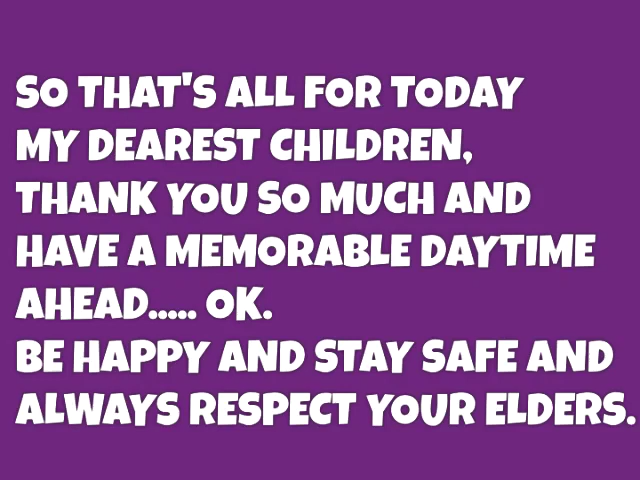 SO THAT'S ALL FOR TODAY
MY DEAREST CHILDREN,
THANK YOU SO MUCH AND
HAVE A MEMORABLE DAYTIME
AHEAD..... OK.
BE HAPPY AND STAY SAFE AND
ALWAYS RESPECT YOUR ELDERS.